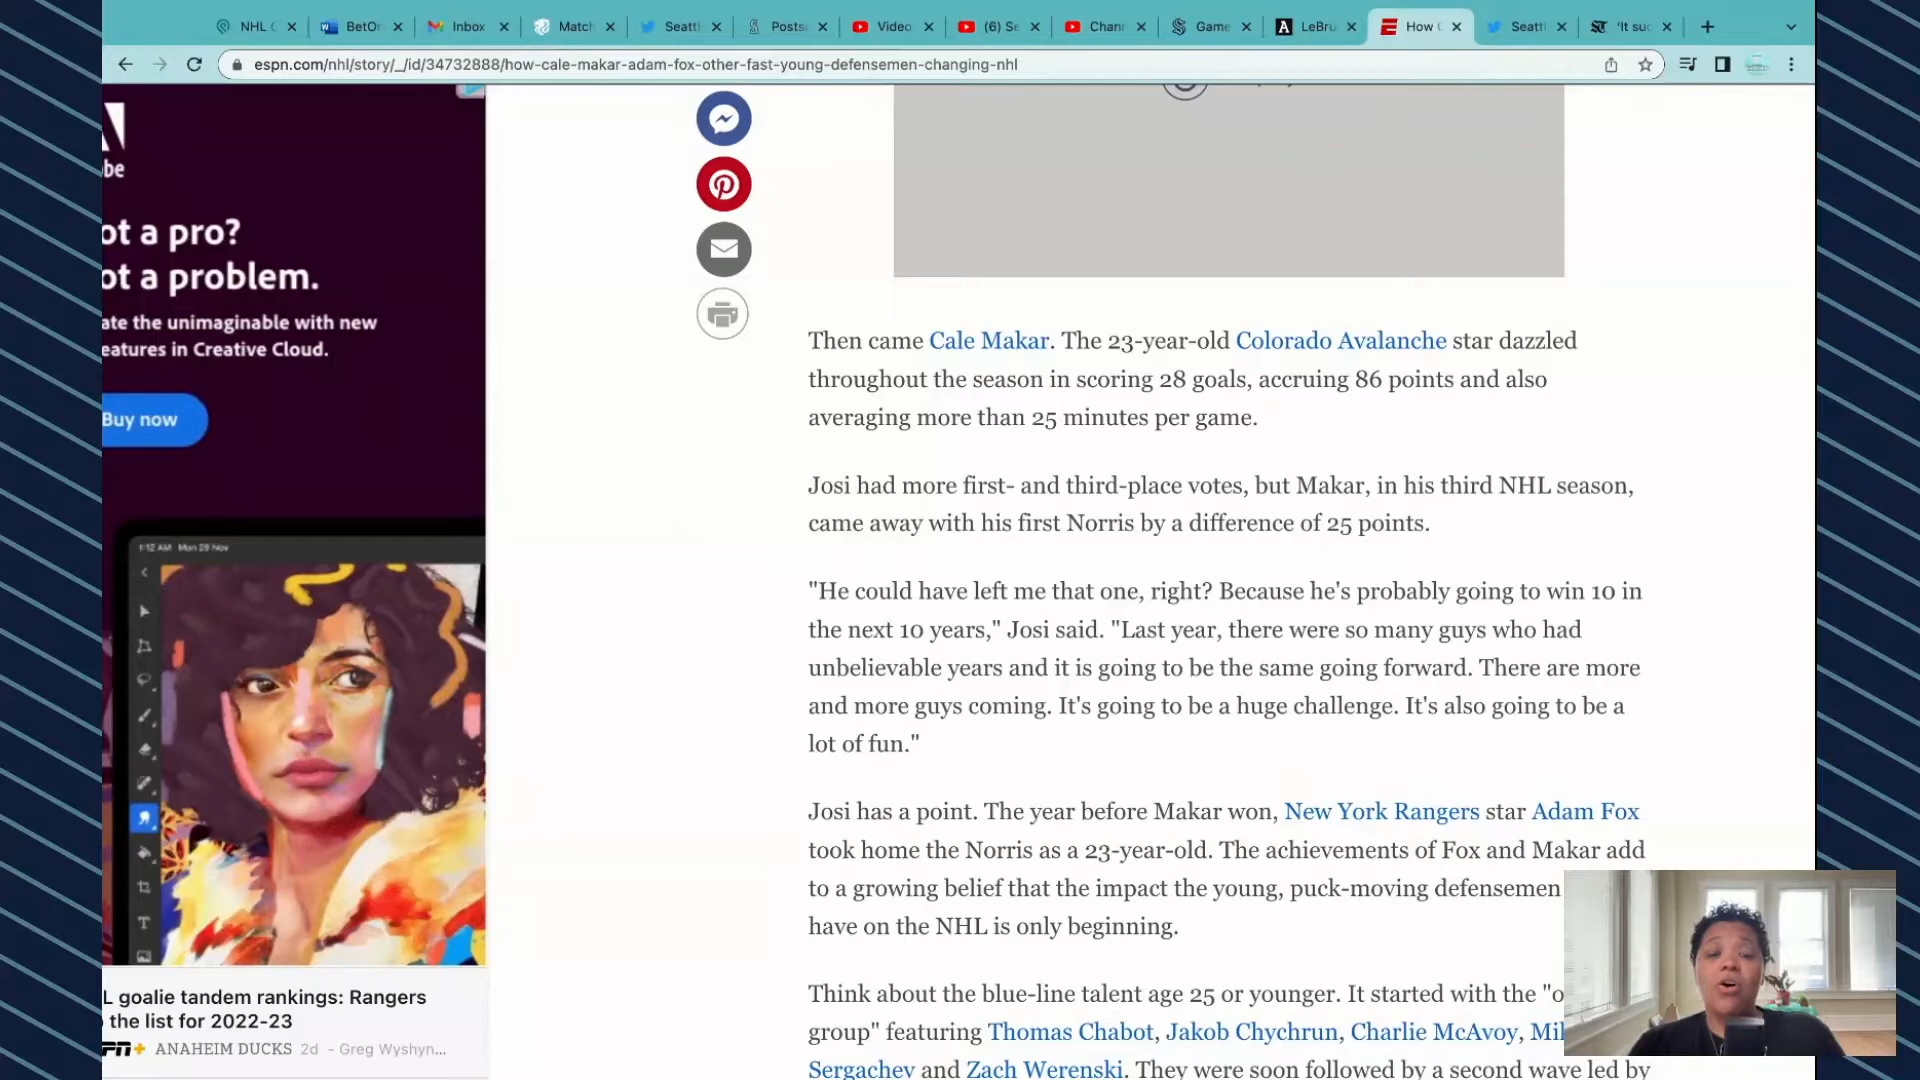 NHL C
BetOn
Inbox
Match
Seattl
Posts
Video
(6) Se
Chann
Game
LeBru
How C
Seattl
'It suc
espn.com/nhl/story/_/id/34732888/how-cale-makar-adam-fox-other-fast-young-defensemen-changing-nhl
be
ot a pro?
ot a problem.
ate the unimaginable with new
eatures in Creative Cloud.
Buy now
1:12 AM Mon 29 Nov
L goalie tandem rankings: Rangers
the list for 2022-23
ANAHEIM DUCKS 2d - Greg Wyshyn...
Then came Cale Makar. The 23-year-old Colorado Avalanche star dazzled
throughout the season in scoring 28 goals, accruing 86 points and also
averaging more than 25 minutes per game.
Josi had more first- and third-place votes, but Makar, in his third NHL season,
came away with his first Norris by a difference of 25 points.
"He could have left me that one, right? Because he's probably going to win 10 in
the next 10 years," Josi said. "Last year, there were so many guys who had
unbelievable years and it is going to be the same going forward. There are more
and more guys coming. It's going to be a huge challenge. It's also going to be a
lot of fun."
Josi has a point. The year before Makar won, New York Rangers star Adam Fox
took home the Norris as a 23-year-old. The achievements of Fox and Makar add
to a growing belief that the impact the young, puck-moving defensemen
have on the NHL is only beginning.
Think about the blue-line talent age 25 or younger. It started with the "o
group" featuring Thomas Chabot, Jakob Chychrun, Charlie McAvoy, Mi
Sergachev and Zach Werenski. They were soon followed by a second wave led by